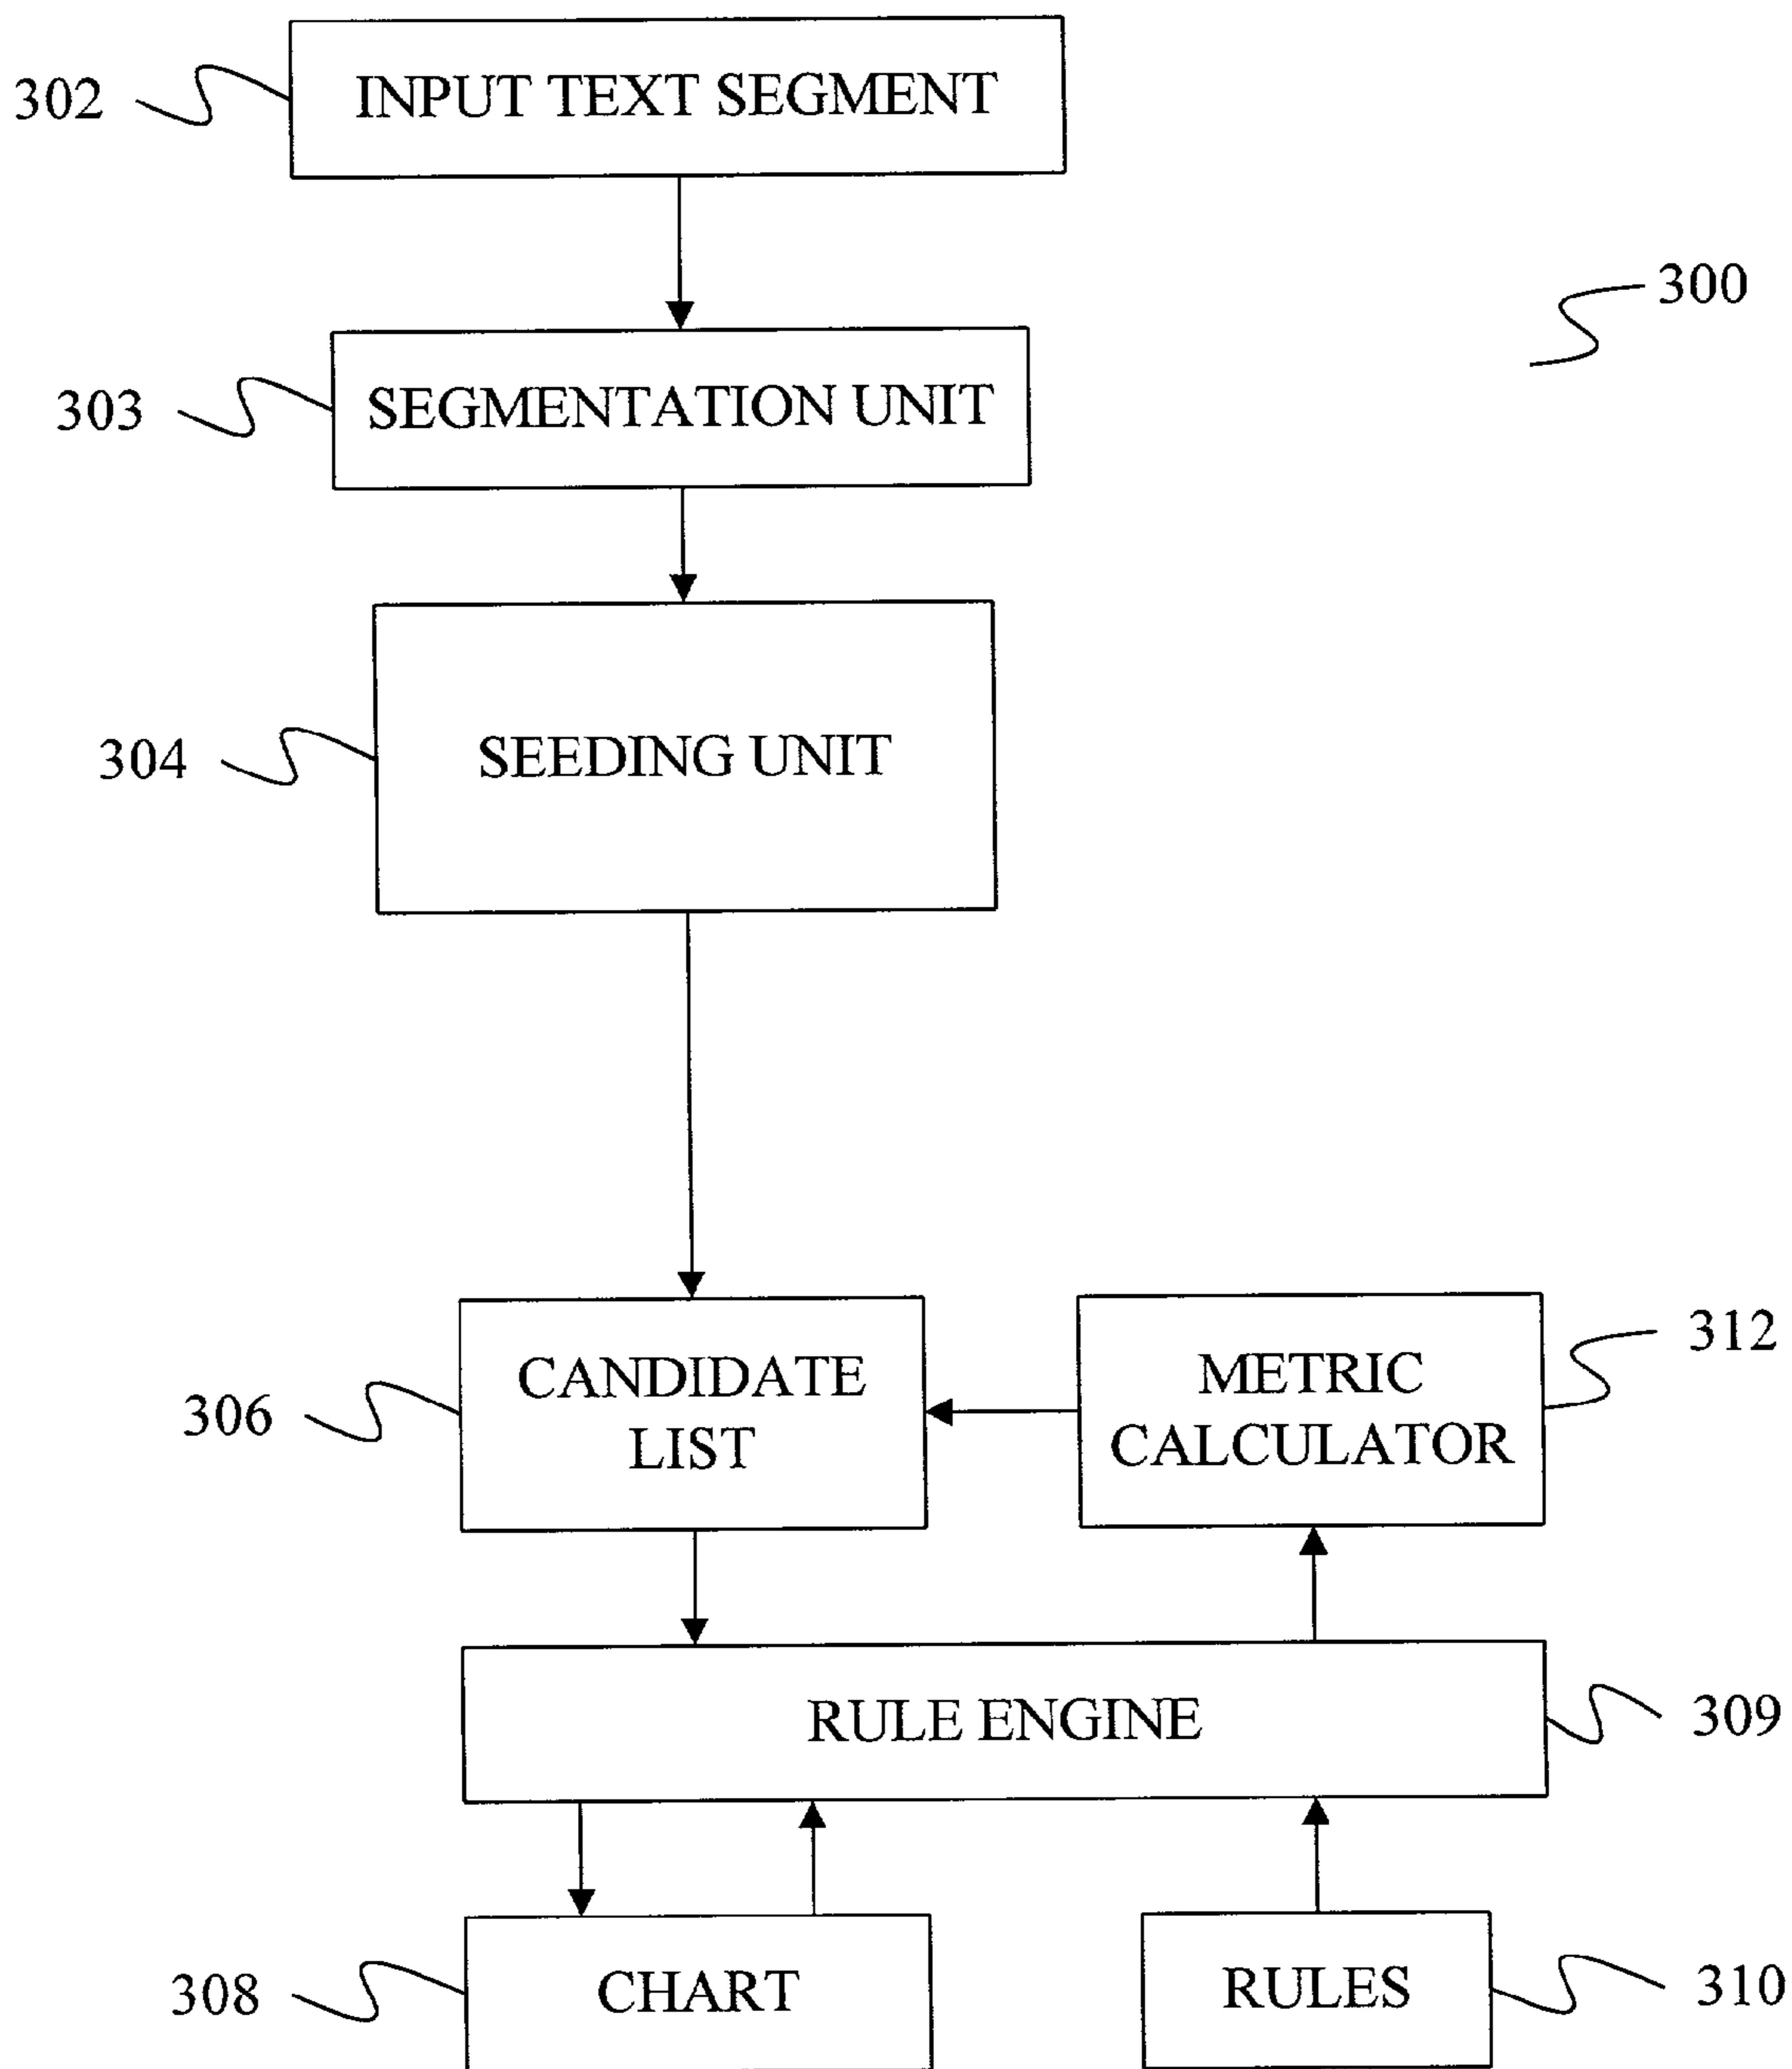 302
INPUT TEXT SEGMENT
300
303
SEGMENTATION UNIT
304
SEEDING UNIT
306
CANDIDATE
LIST
METRIC
CALCULATOR
312
RULE ENGINE
309
308
CHART
RULES
310